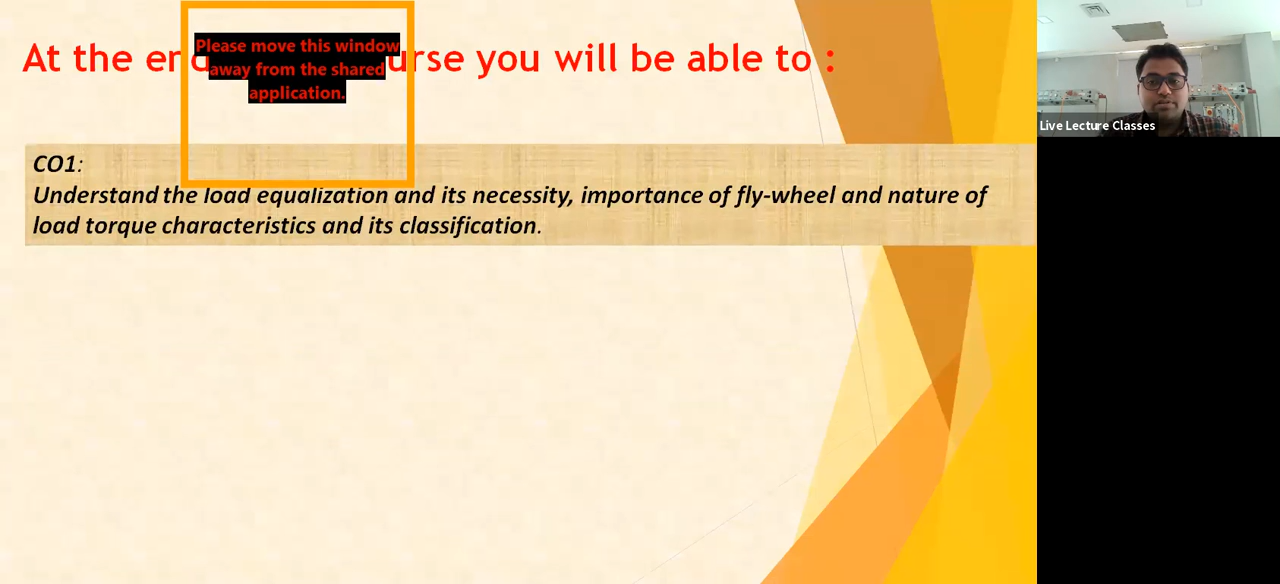 At the en urse you will be able to :
Please move this window
away from the shared
application.
CO1:
Understand the load equalization and its necessity, importance of fly-wheel and nature of
load torque characteristics and its classification.
Live Lecture Classes